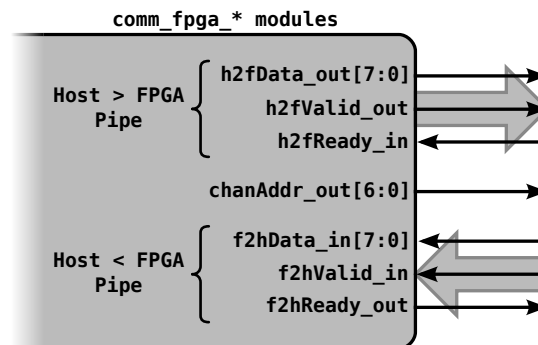 comm_fpga_* modules
h2fData_out[7:0]
Host > FPGA
Pipe
h2fValid_out
h2fReady_in
chanAddr_out[6:0]
f2hData_in[7:0]
Host < FPGA
Pipe
f2hValid_in
f2hReady_out